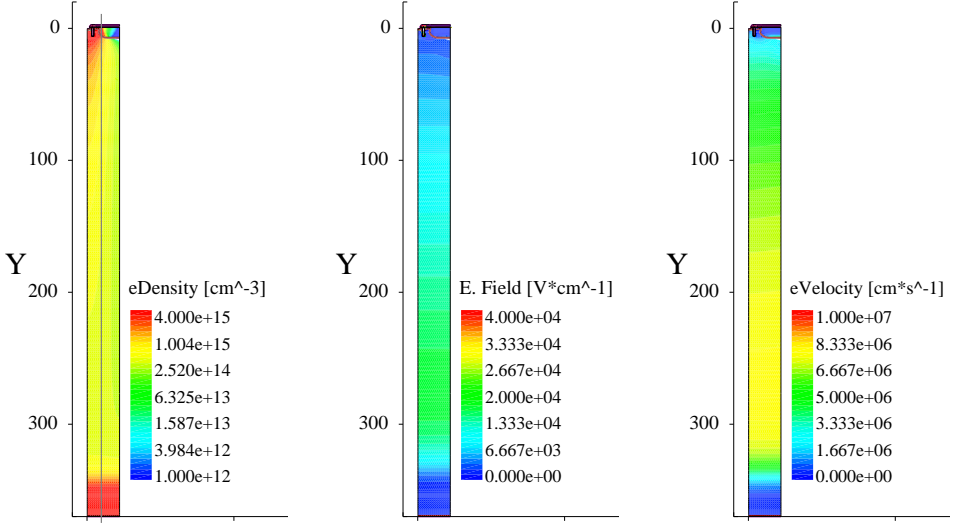 0
100
200
300
Y
eDensity [cm^-3]
4.000e+15
1.004e+15
2.520e+14
6.325e+13
1.587e+13
3.984e+12
1.000e+12
0
100
200
300
Y
E. Field [V*cm^-1]
4.000e+04
3.333e+04
2.667e+04
2.000e+04
1.333e+04
6.667e+03
0.000e+00
0
100
200
300
Y
eVelocity [cm*s^-1]
1.000e+07
8.333e+06
6.667e+06
5.000e+06
3.333e+06
1.667e+06
0.000e+00